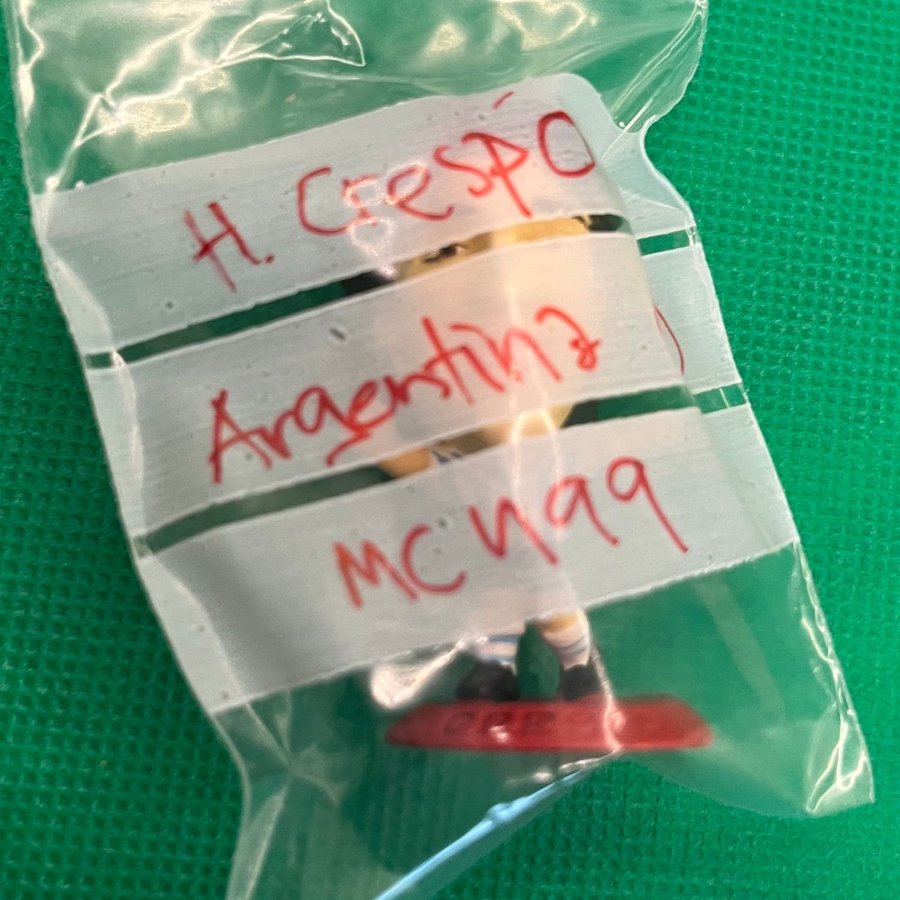 H. Crespo
Argentina
MC499